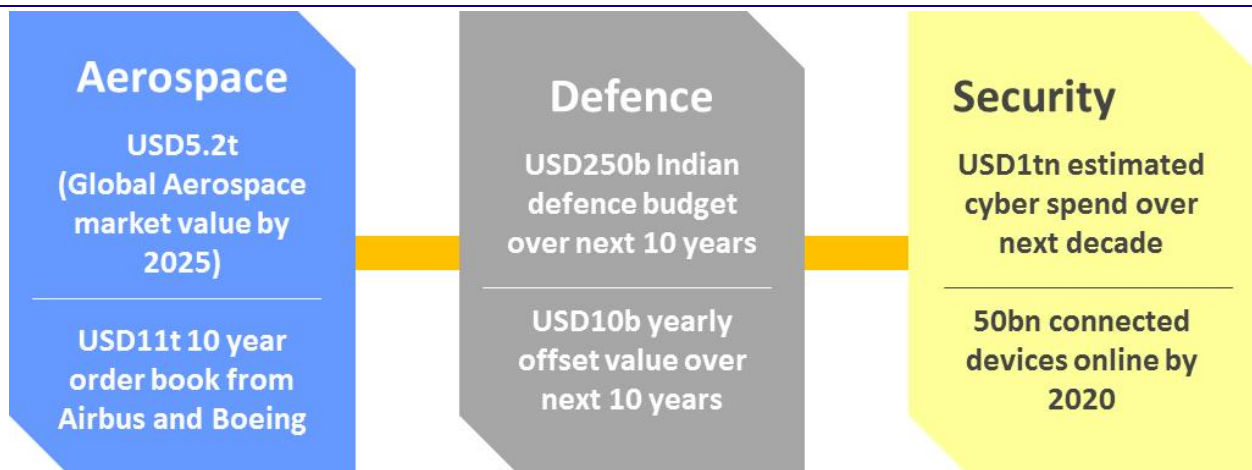 Aerospace
USD5.2t
(Global Aerospace
market value by
2025)
USD11t 10 year
order book from
Airbus and Boeing
Defence
USD250b Indian
defence budget
over next 10 years
USD10b yearly
offset value over
next 10 years
Security
USD1tn estimated
cyber spend over
next decade
50bn connected
devices online by
2020